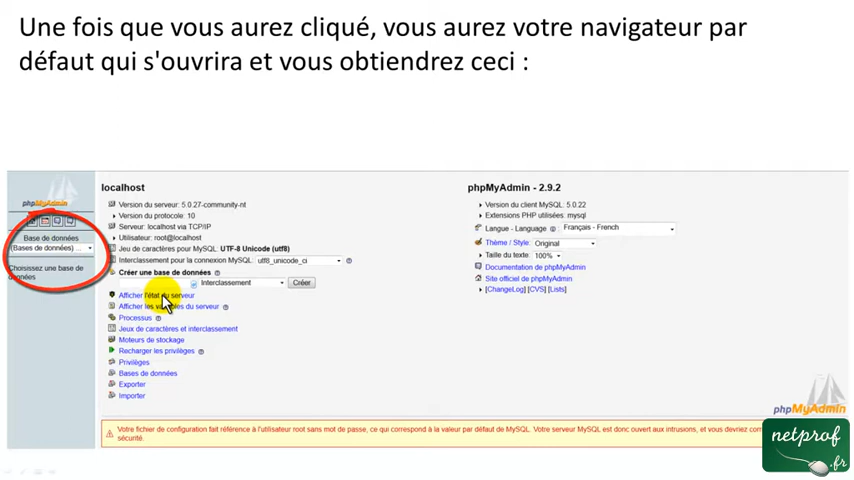 Une fois que vous aurez cliqué, vous aurez votre navigateur par
défaut qui s'ouvrira et vous obtiendrez ceci :
phpMyAdmin
Base de données
(Bases de données) ...
Choisissez une base de
données
localhost
Version du serveur: 5.0.27-community-nt
Version du protocole: 10
Serveur: localhost via TCP/IP
Utilisateur: root@localhost
Jeu de caractères pour MySQL: UTF-8 Unicode (utf8)
Interclassement pour la connexion MySQL: utf8_unicode_ci
Créer une base de données
Interclassement Créer
Afficher l'état du serveur
Afficher les variables du serveur
Processus
Jeux de caractères et interclassement
Moteurs de stockage
Recharger les privilèges
Privilèges
Bases de données
Exporter
Importer
phpMyAdmin - 2.9.2
Version du client MySQL: 5.0.22
Extensions PHP utilisées: mysql
Langue - Language : Français - French
Thème / Style: Original
Taille du texte: 100%
Documentation de phpMyAdmin
Site officiel de phpMyAdmin
[ChangeLog] [CVS] [Lists]
phpMyAdmin
Votre fichier de configuration fait référence à l'utilisateur root sans mot de passe, ce qui correspond à la valeur par défaut de MySQL. Votre serveur MySQL est donc ouvert aux intrusions, et vous devriez
sécurité.
netprof
.fr